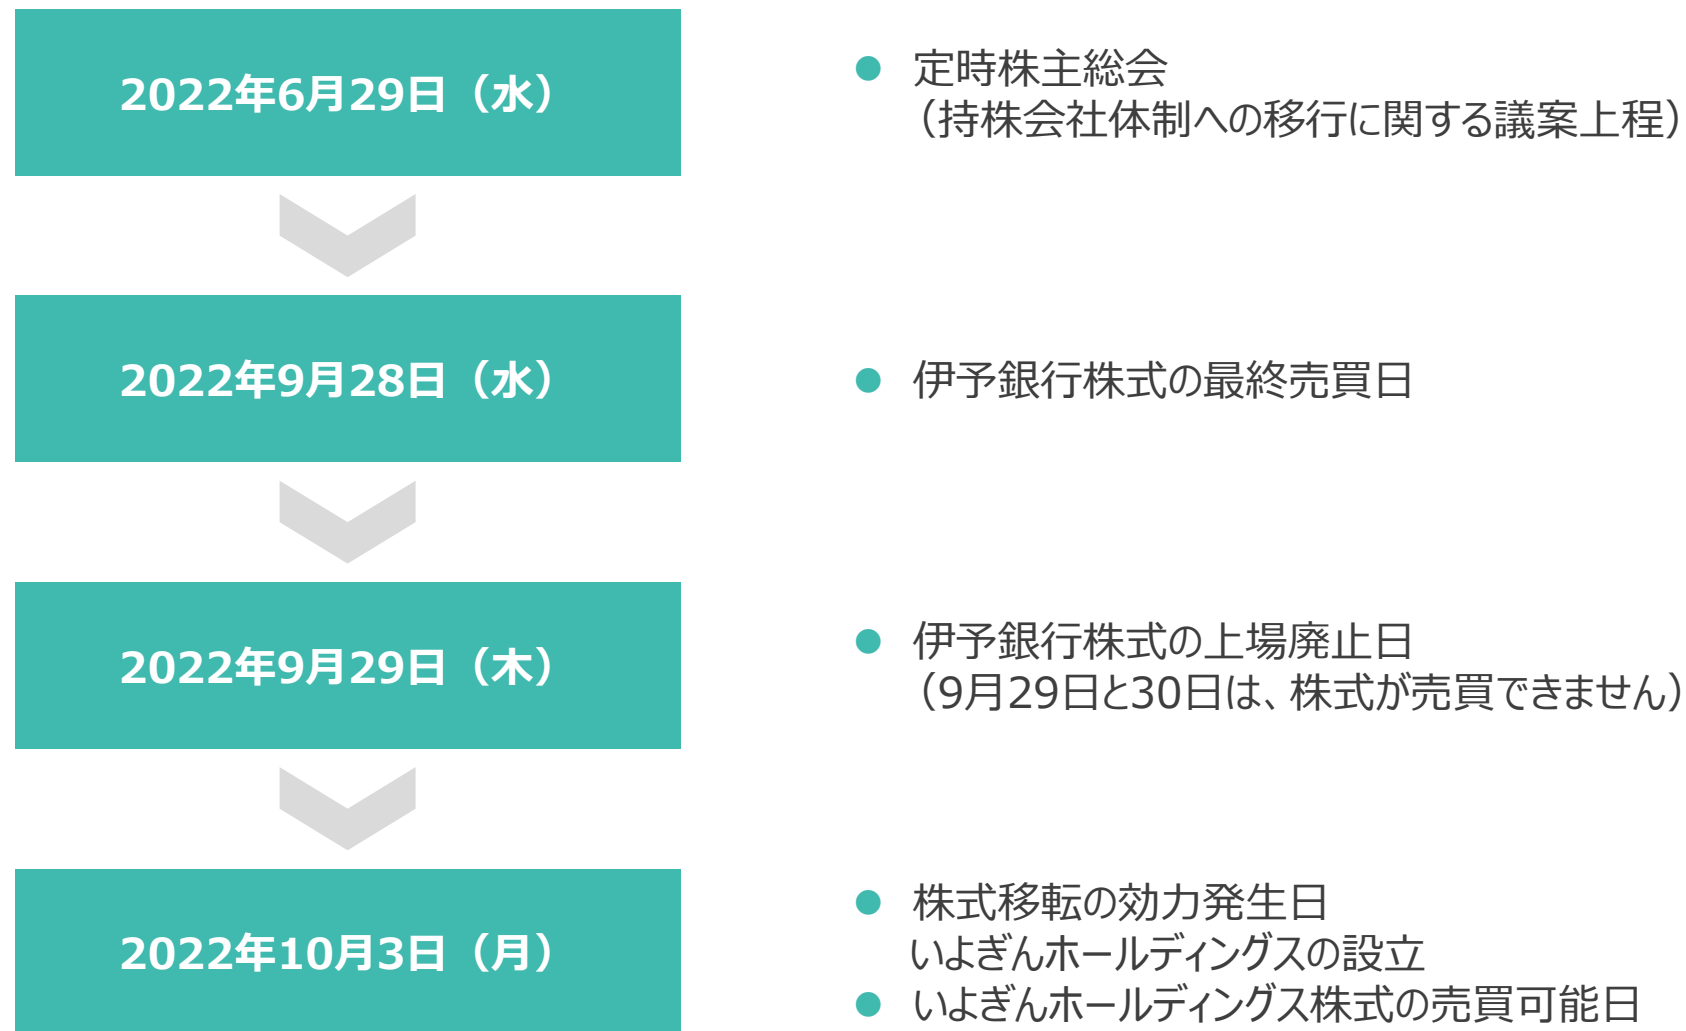 2022年6月29日（水）
● 定時株主総会
（持株会社体制への移行に関する議案上程）
2022年9月28日（水）
● 伊予銀行株式の最終売買日
2022年9月29日（木）
● 伊予銀行株式の上場廃止日
（9月29日と30日は、株式が売買できません）
2022年10月3日（月）
● 株式移転の効力発生日
いよぎんホールディングスの設立
● いよぎんホールディングス株式の売買可能日